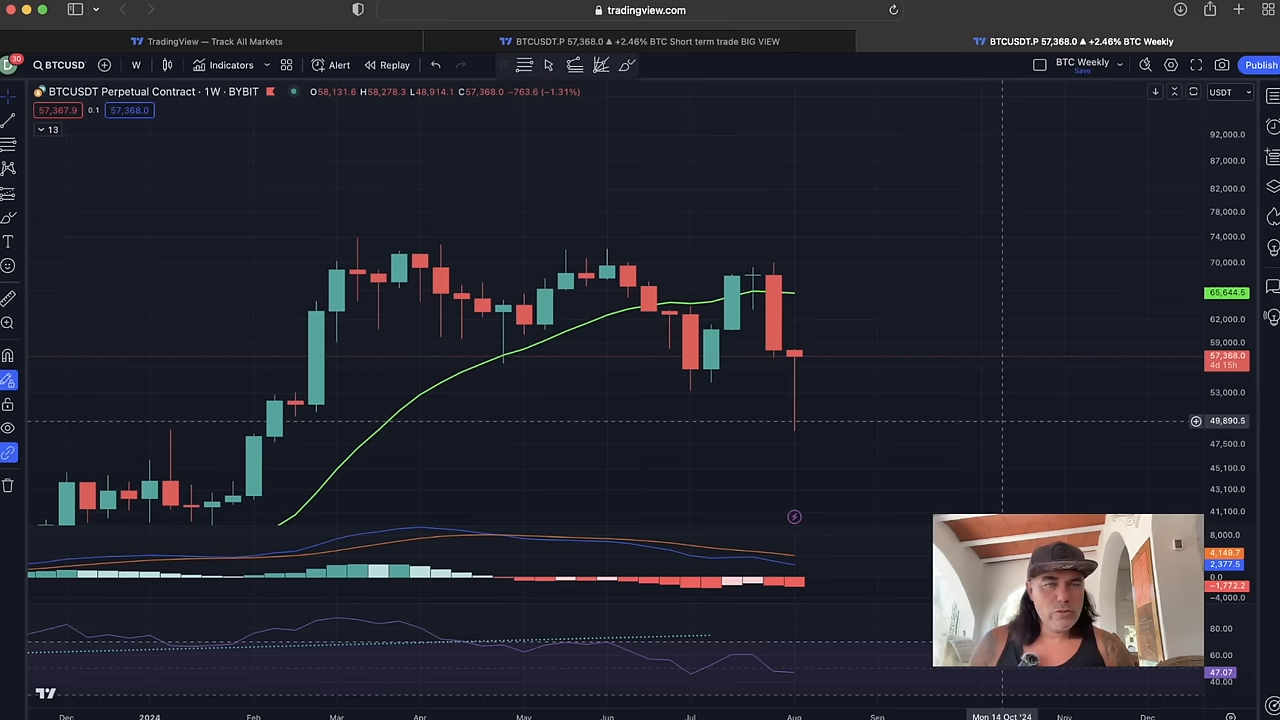 tradingview.com
TradingView — Track All Markets
BTCUSDT.P 57,368.0 ▲ +2.46% BTC Short term trade BIG VIEW
BTCUSDT.P 57,368.0 ▲ +2.46% BTC Weekly
D
30
BTCUSD
W
Indicators
Alert
Replay
BTC Weekly
Save
Publish
BTCUSDT Perpetual Contract · 1W · BYBIT
O58,131.6 H58,278.3 L48,914.1 C57,368.0 −763.6 (−1.31%)
USDT
57,367.9
0.1
57,368.0
13
92,000.0
87,000.0
82,000.0
78,000.0
74,000.0
70,000.0
65,644.5
62,000.0
59,000.0
57,368.0
4d 15h
53,000.0
49,890.5
47,500.0
45,100.0
43,100.0
41,100.0
8,000.0
4,149.7
2,377.5
0.0
−1,772.2
−4,000.0
80.00
60.00
47.07
40.00
Dec
2024
Feb
Mar
Apr
May
Jun
Jul
Aug
Sep
Mon 14 Oct '24
Nov
Dec